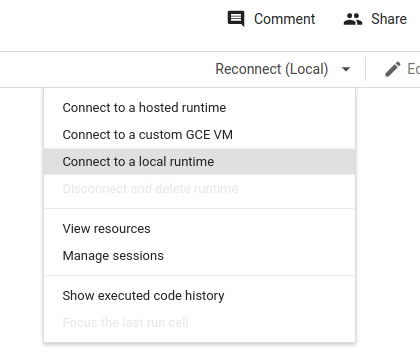 Comment Share
Reconnect (Local)
Connect to a hosted runtime
Connect to a custom GCE VM
Connect to a local runtime
Disconnect and delete runtime
View resources
Manage sessions
Show executed code history
Focus the last run cell